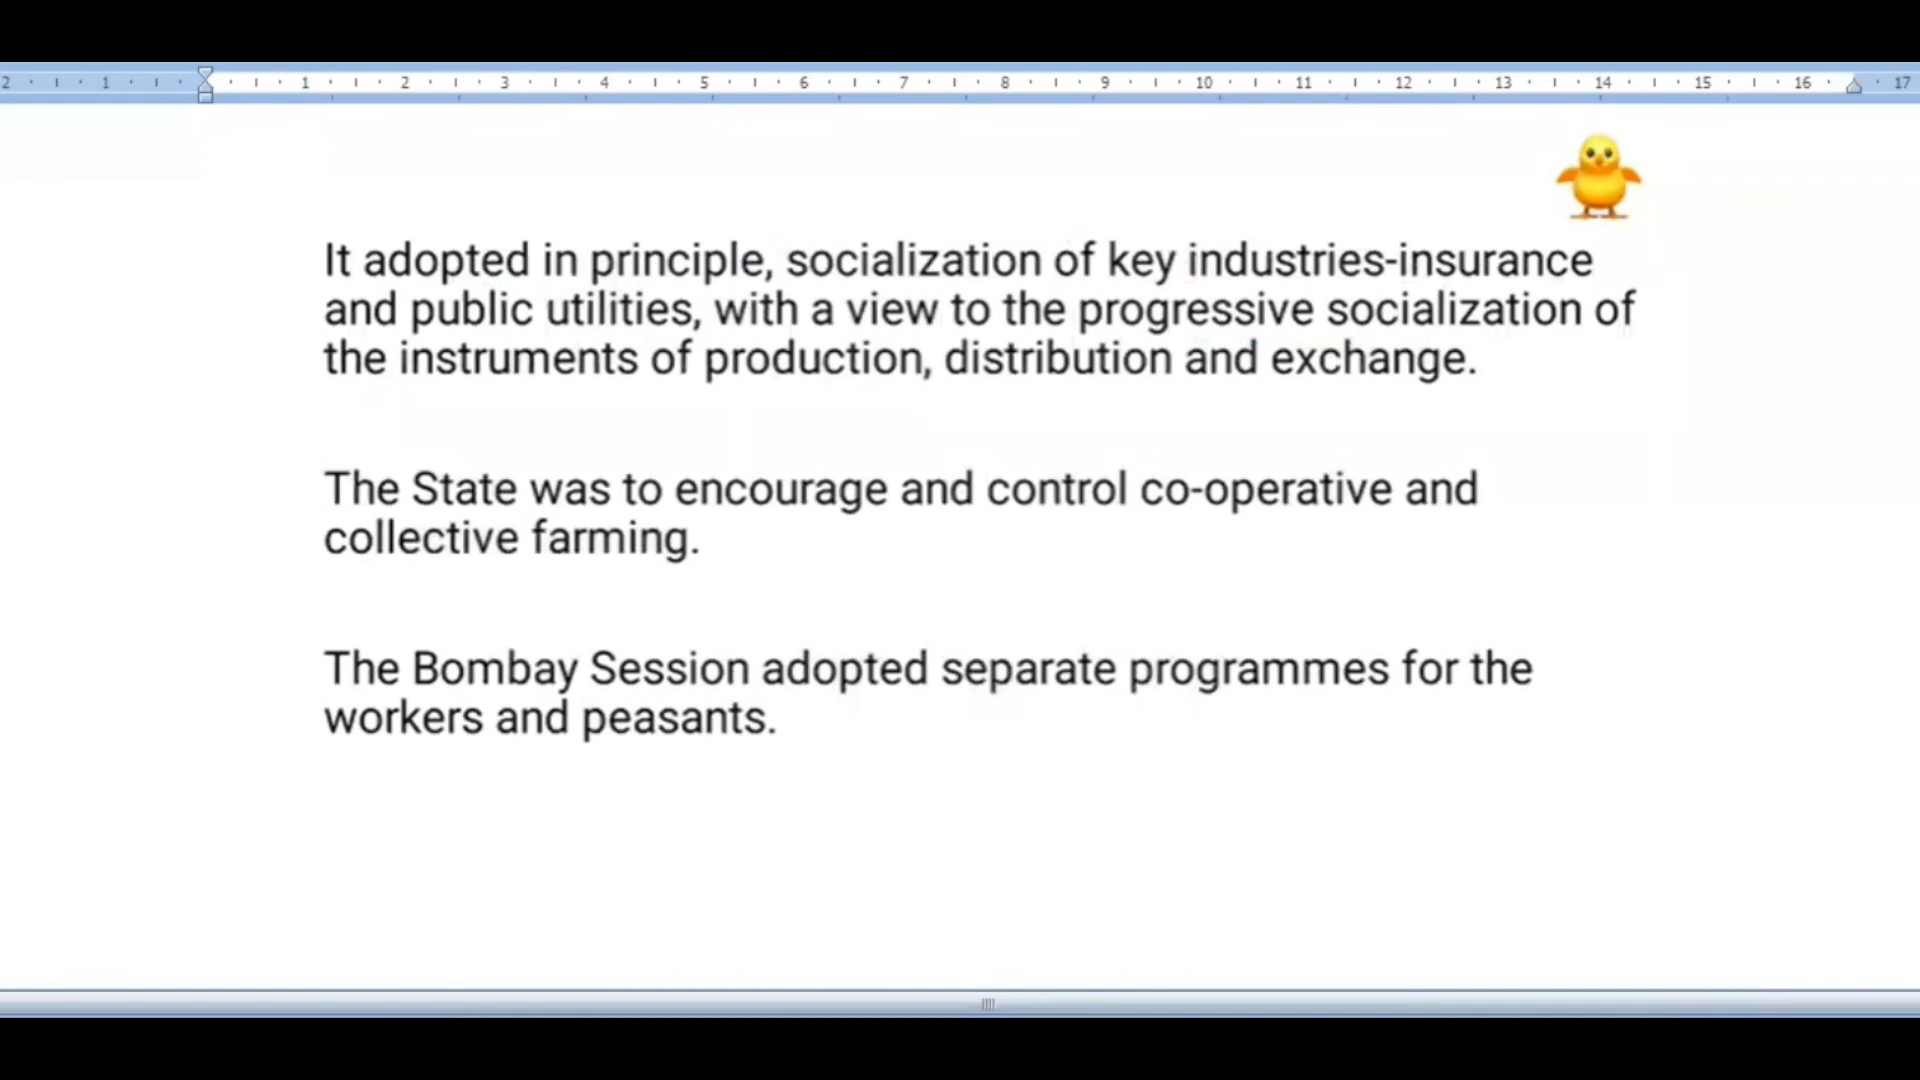 2 1 1 2 3 4 5 6 7 8 9 10 11 12 13 14 15 16 17
It adopted in principle, socialization of key industries-insurance
and public utilities, with a view to the progressive socialization of
the instruments of production, distribution and exchange.
The State was to encourage and control co-operative and
collective farming.
The Bombay Session adopted separate programmes for the
workers and peasants.